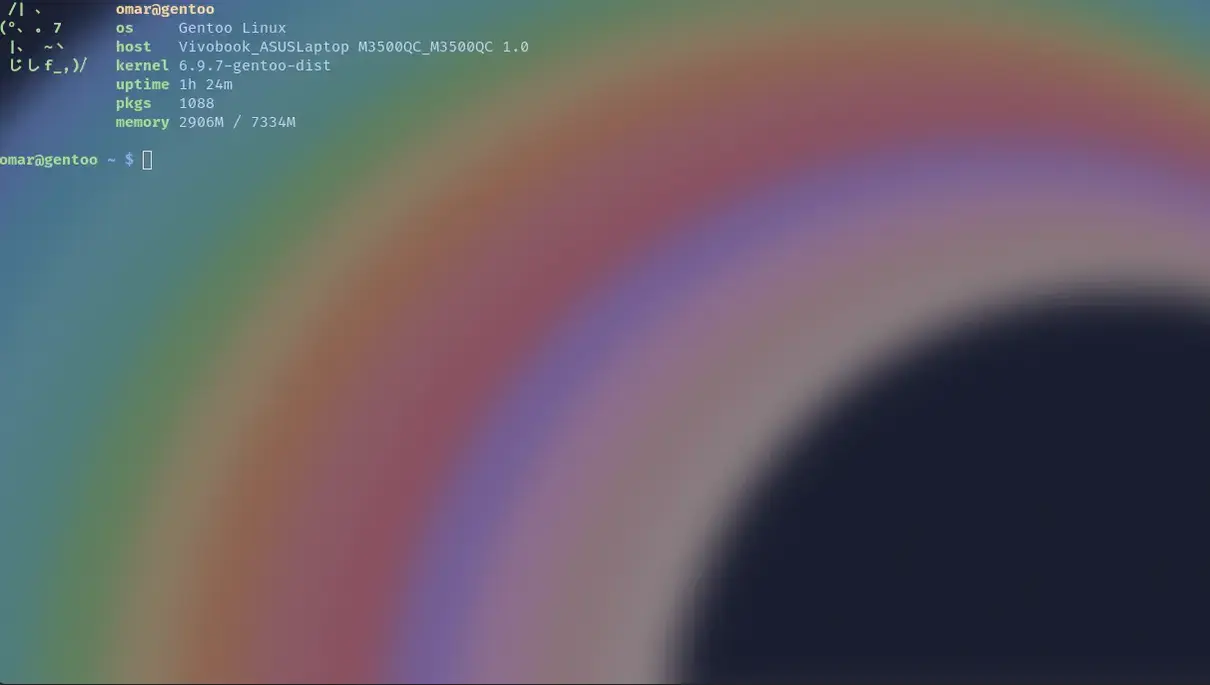 /| 、 omar@gentoo
(°、 。 7 os Gentoo Linux
|、 ~ヽ host Vivobook_ASUSLaptop M3500QC_M3500QC 1.0
じしf_,)/ kernel 6.9.7-gentoo-dist
uptime 1h 24m
pkgs 1088
memory 2906M / 7334M
omar@gentoo ~ $